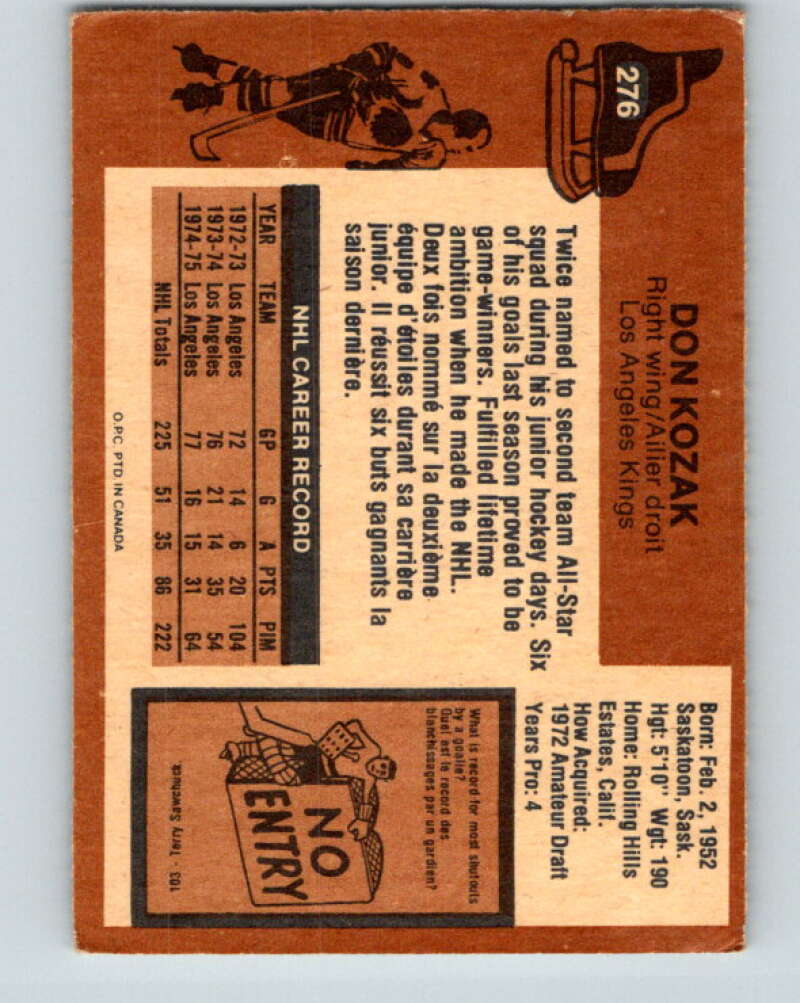 276
DON KOZAK
Right wing/Ailier droit
Los Angeles Kings
Born: Feb. 2, 1952
Saskatoon, Sask.
Hgt: 5'10" Wgt: 190
Home: Rolling Hills
Estates, Calif.
How Acquired:
1972 Amateur Draft
Years Pro: 4
Twice named to second team All-Star
squad during his junior hockey days. Six
of his goals last season proved to be
game-winners. Fulfilled lifetime
ambition when he made the NHL.
Deux fois nommé sur la deuxième
équipe d'étoiles durant sa carrière
junior. Il réussit six buts gagnants la
saison dernière.
NHL CAREER RECORD
YEAR TEAM GP G A PTS PIM
1972-73 Los Angeles 72 14 6 20 104
1973-74 Los Angeles 76 21 14 35 54
1974-75 Los Angeles 77 16 15 31 64
NHL Totals 225 51 35 86 222
What is record for most shutouts
by a goalie?
Quel est le record des
blanchissages par un gardien?
NO
ENTRY
103 - Terry Sawchuk.
O.P.C. PTD. IN CANADA